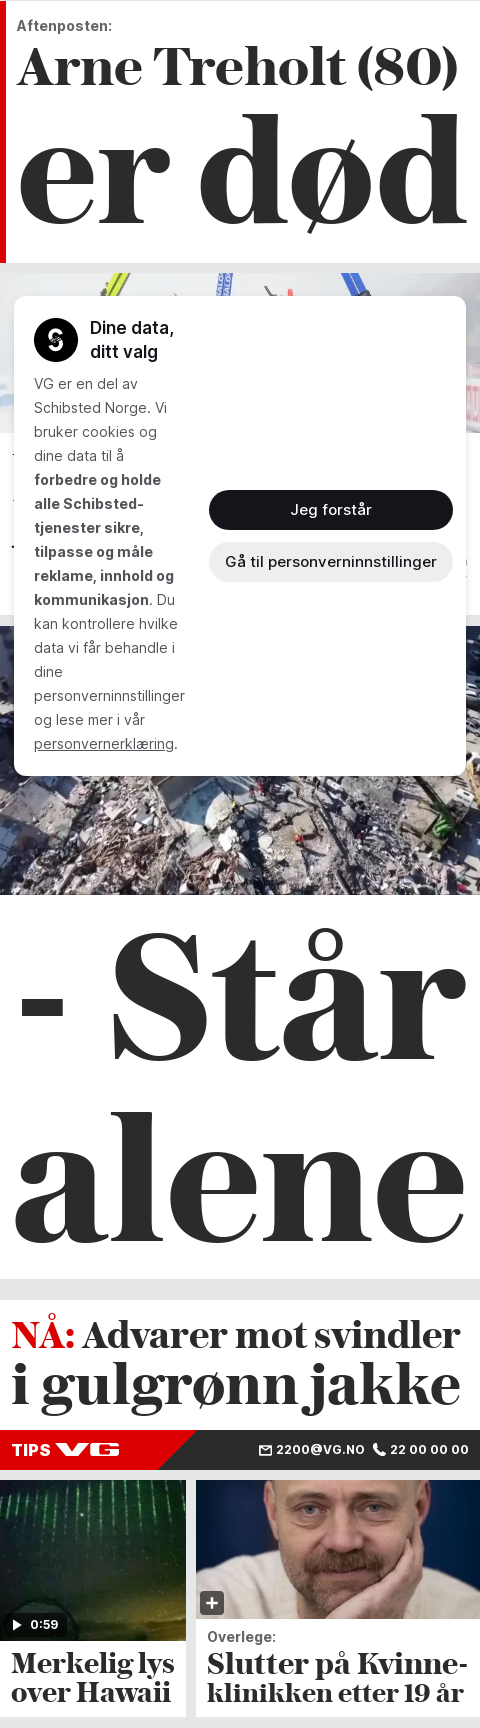 Aftenposten:
Arne Treholt (80)
er død
Dine data,
ditt valg
VG er en del av
Schibsted Norge. Vi
bruker cookies og
dine data til å
forbedre og holde
alle Schibsted-
tjenester sikre,
tilpasse og måle
reklame, innhold og
kommunikasjon. Du
kan kontrollere hvilke
data vi får behandle i
dine
personverninnstillinger
og lese mer i vår
personvernerklæring.
Jeg forstår
Gå til personverninnstillinger
- Står
alene
NÅ: Advarer mot svindler
i gulgrønn jakke
TIPS VG
2200@VG.NO 22 00 00 00
0:59
Merkelig lys
over Hawaii
Overlege:
Slutter på Kvinne-
klinikken etter 19 år